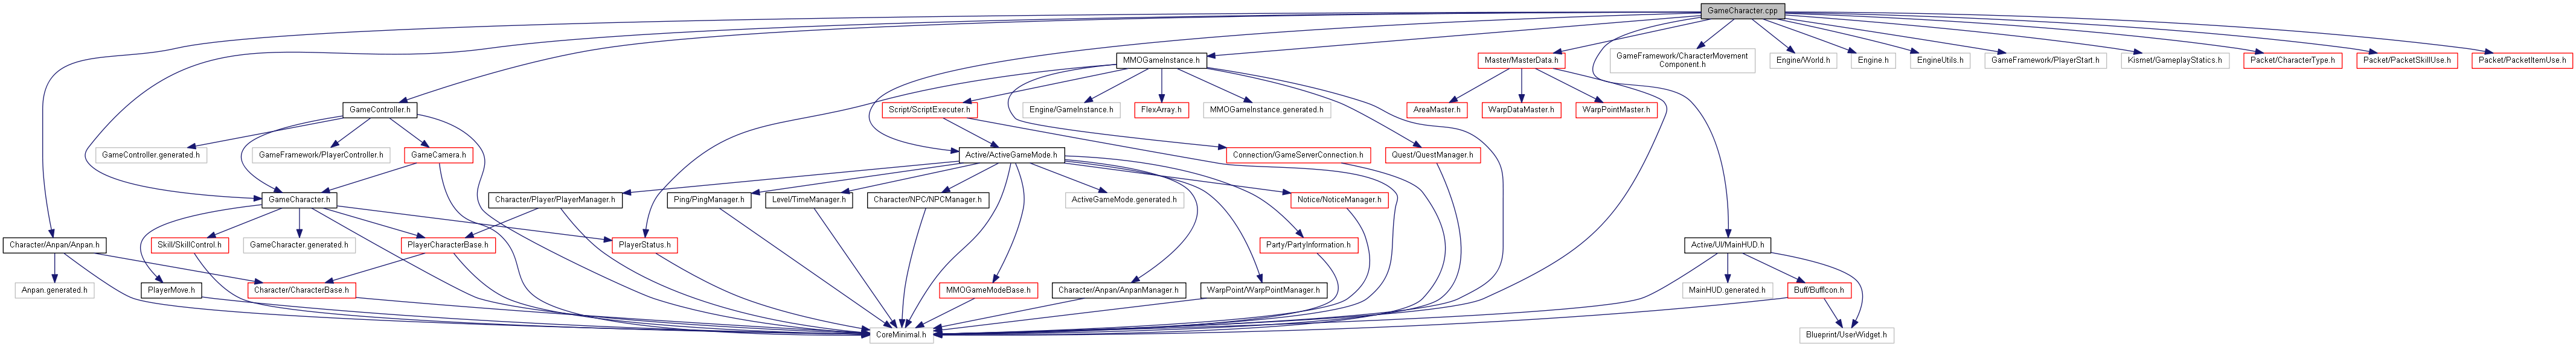 GameCharacter.cpp
MMOGameInstance.h
Master/MasterData.h
GameFramework/CharacterMovement
Component.h
Engine/World.h
Engine.h
EngineUtils.h
GameFramework/PlayerStart.h
Kismet/GameplayStatics.h
Packet/CharacterType.h
Packet/PacketSkillUse.h
Packet/PacketItemUse.h
GameController.h
Script/ScriptExecuter.h
Engine/GameInstance.h
FlexArray.h
MMOGameInstance.generated.h
AreaMaster.h
WarpDataMaster.h
WarpPointMaster.h
GameController.generated.h
GameFramework/PlayerController.h
GameCamera.h
Active/ActiveGameMode.h
Connection/GameServerConnection.h
Quest/QuestManager.h
GameCharacter.h
Character/Player/PlayerManager.h
Ping/PingManager.h
Level/TimeManager.h
Character/NPC/NPCManager.h
ActiveGameMode.generated.h
Notice/NoticeManager.h
Character/Anpan/Anpan.h
Skill/SkillControl.h
GameCharacter.generated.h
PlayerCharacterBase.h
PlayerStatus.h
Party/PartyInformation.h
Active/UI/MainHUD.h
Anpan.generated.h
PlayerMove.h
Character/CharacterBase.h
MMOGameModeBase.h
Character/Anpan/AnpanManager.h
WarpPoint/WarpPointManager.h
MainHUD.generated.h
Buff/BuffIcon.h
CoreMinimal.h
Blueprint/UserWidget.h